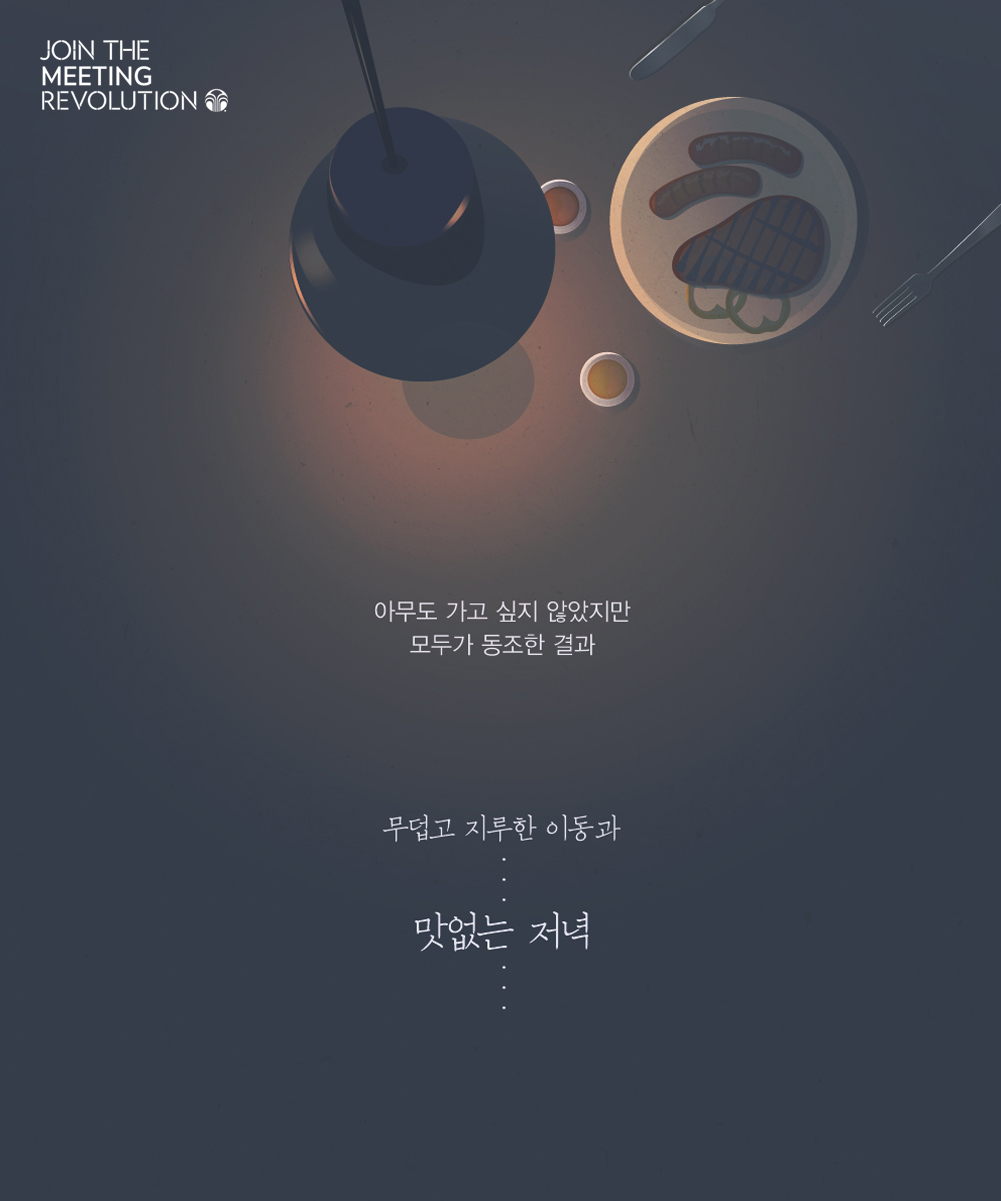 JOIN THE
MEETING
REVOLUTION
아무도 가고 싶지 않았지만
모두가 동조한 결과
무덥고 지루한 이동과
맛없는 저녁